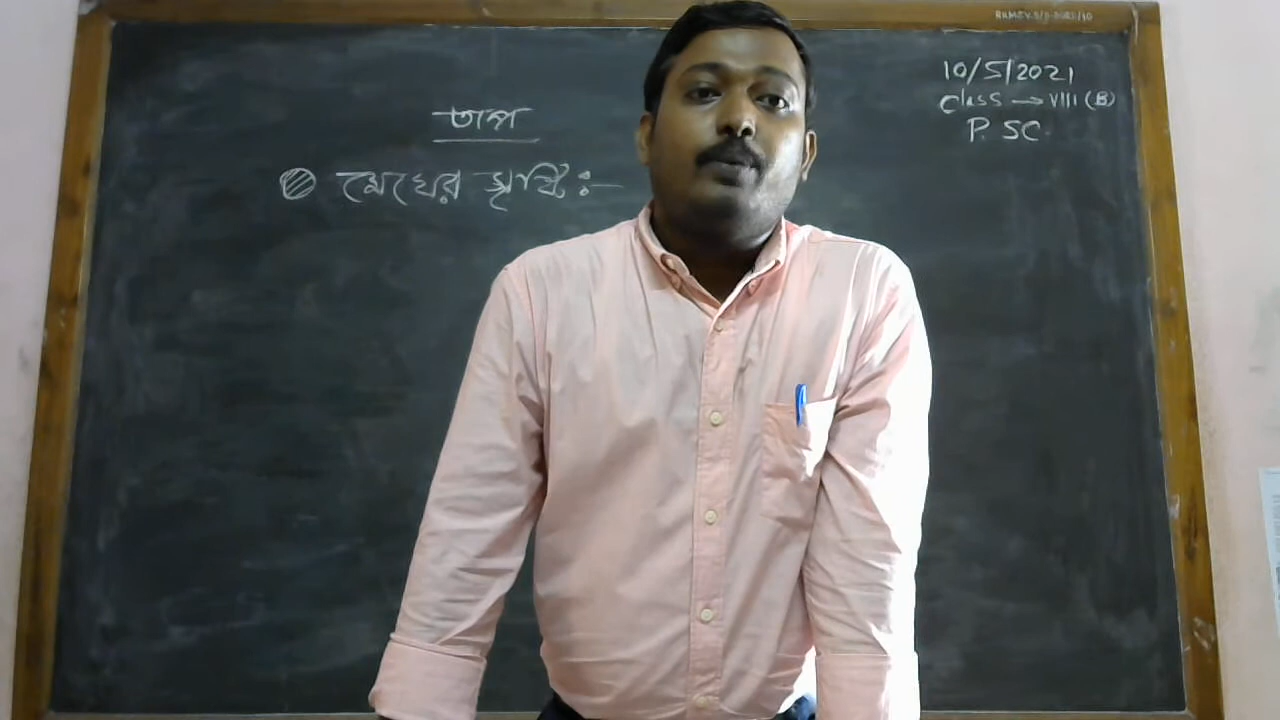 তাপ
মেঘের সৃষ্টি :-
10/5/2021
Class → VIII (B)
P. SC.